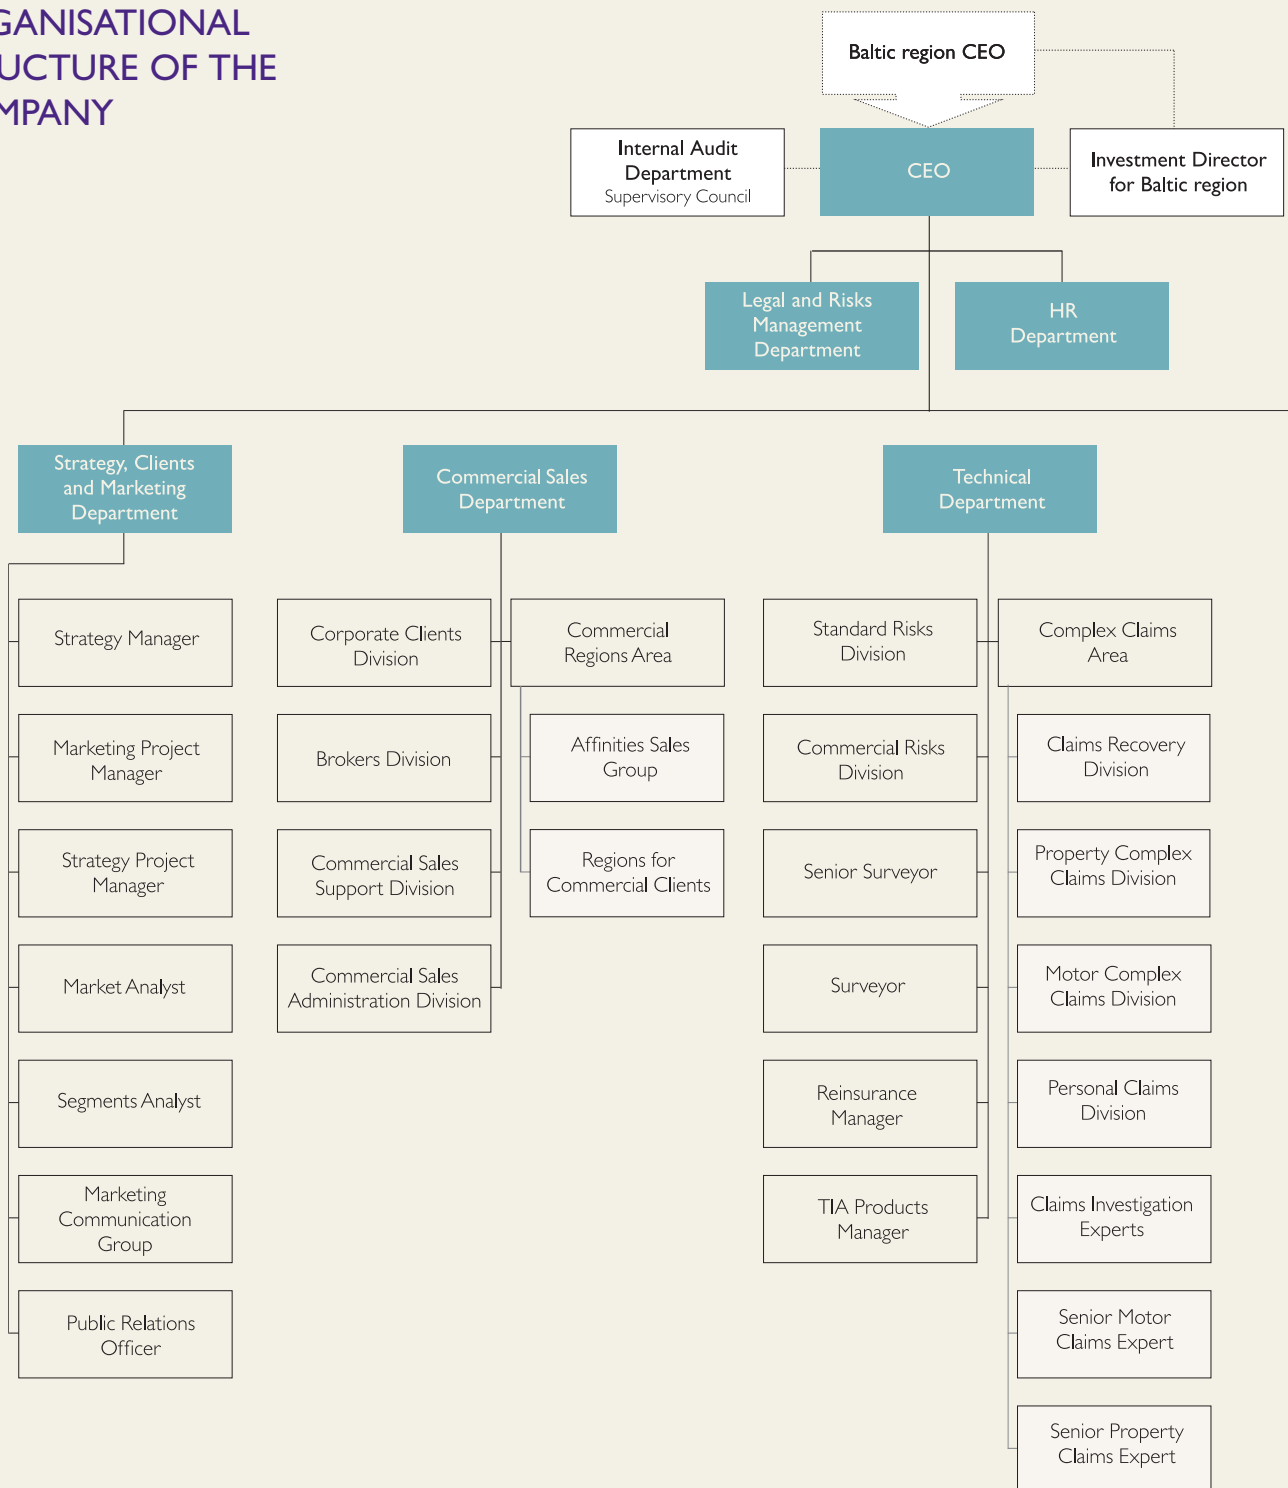 GANISATIONAL
UCTURE OF THE
MPANY
Baltic region CEO
Internal Audit
Department
Supervisory Council
CEO
Investment Director
for Baltic region
Legal and Risks
Management
Department
HR
Department
Strategy, Clients
and Marketing
Department
Commercial Sales
Department
Technical
Department
Strategy Manager
Marketing Project
Manager
Strategy Project
Manager
Market Analyst
Segments Analyst
Marketing
Communication
Group
Public Relations
Officer
Corporate Clients
Division
Brokers Division
Commercial Sales
Support Division
Commercial Sales
Administration Division
Commercial
Regions Area
Affinities Sales
Group
Regions for
Commercial Clients
Standard Risks
Division
Commercial Risks
Division
Senior Surveyor
Surveyor
Reinsurance
Manager
TIA Products
Manager
Complex Claims
Area
Claims Recovery
Division
Property Complex
Claims Division
Motor Complex
Claims Division
Personal Claims
Division
Claims Investigation
Experts
Senior Motor
Claims Expert
Senior Property
Claims Expert